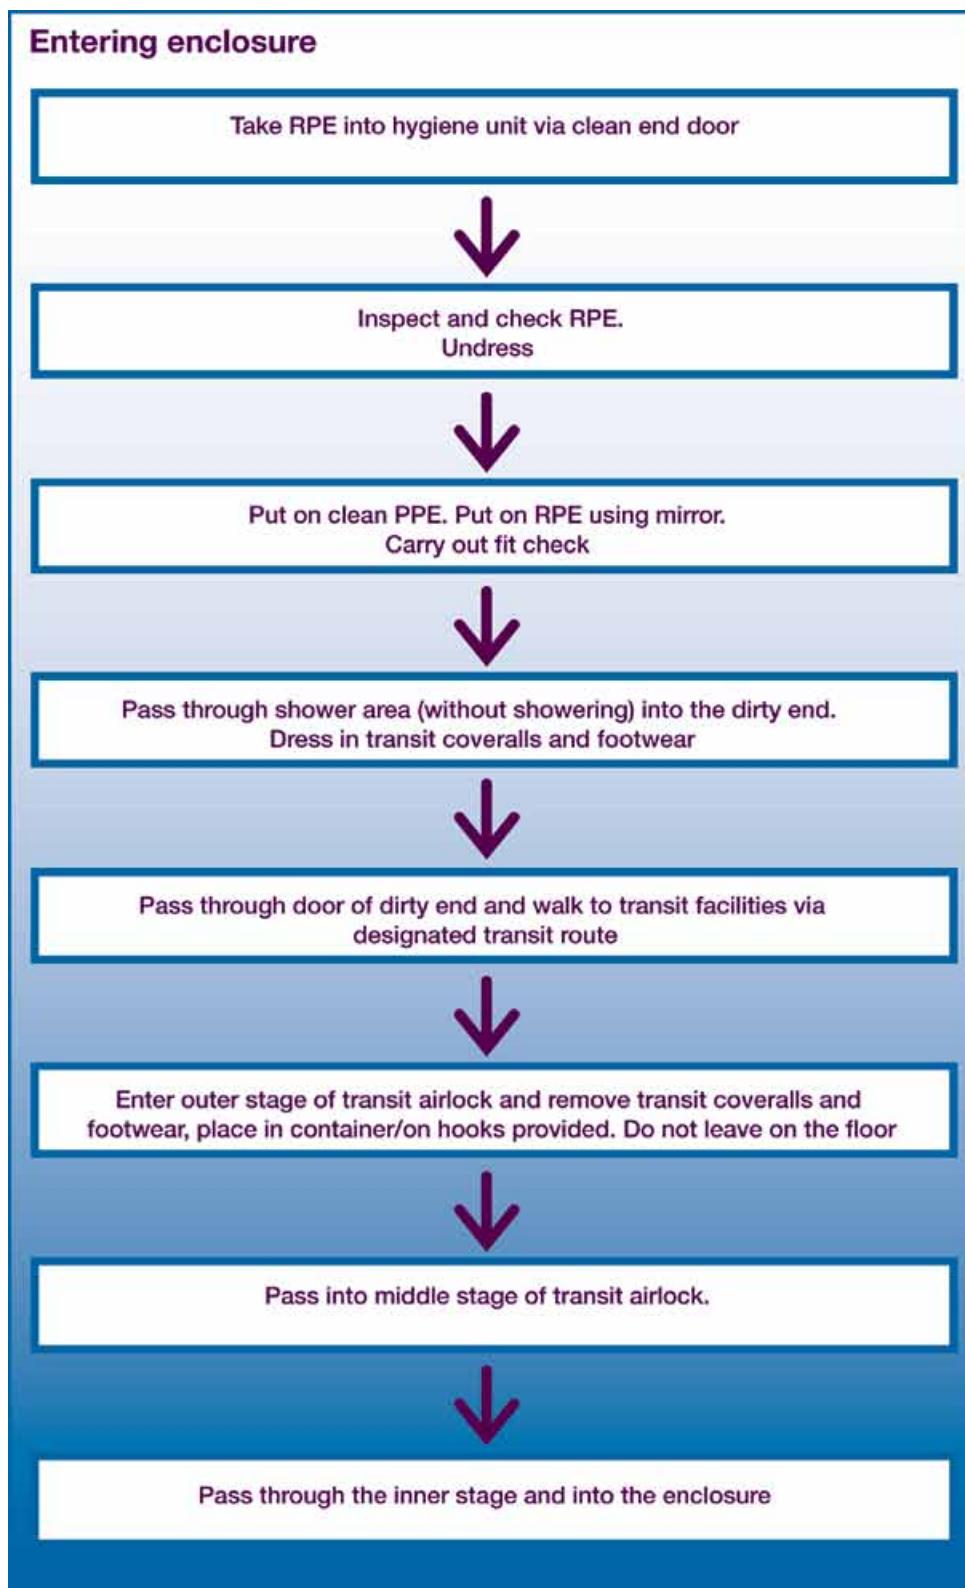 Entering enclosure
Take RPE into hygiene unit via clean end door
Inspect and check RPE.
Undress
Put on clean PPE. Put on RPE using mirror.
Carry out fit check
Pass through shower area (without showering) into the dirty end.
Dress in transit coveralls and footwear
Pass through door of dirty end and walk to transit facilities via
designated transit route
Enter outer stage of transit airlock and remove transit coveralls and
footwear, place in container/on hooks provided. Do not leave on the floor
Pass into middle stage of transit airlock.
Pass through the inner stage and into the enclosure